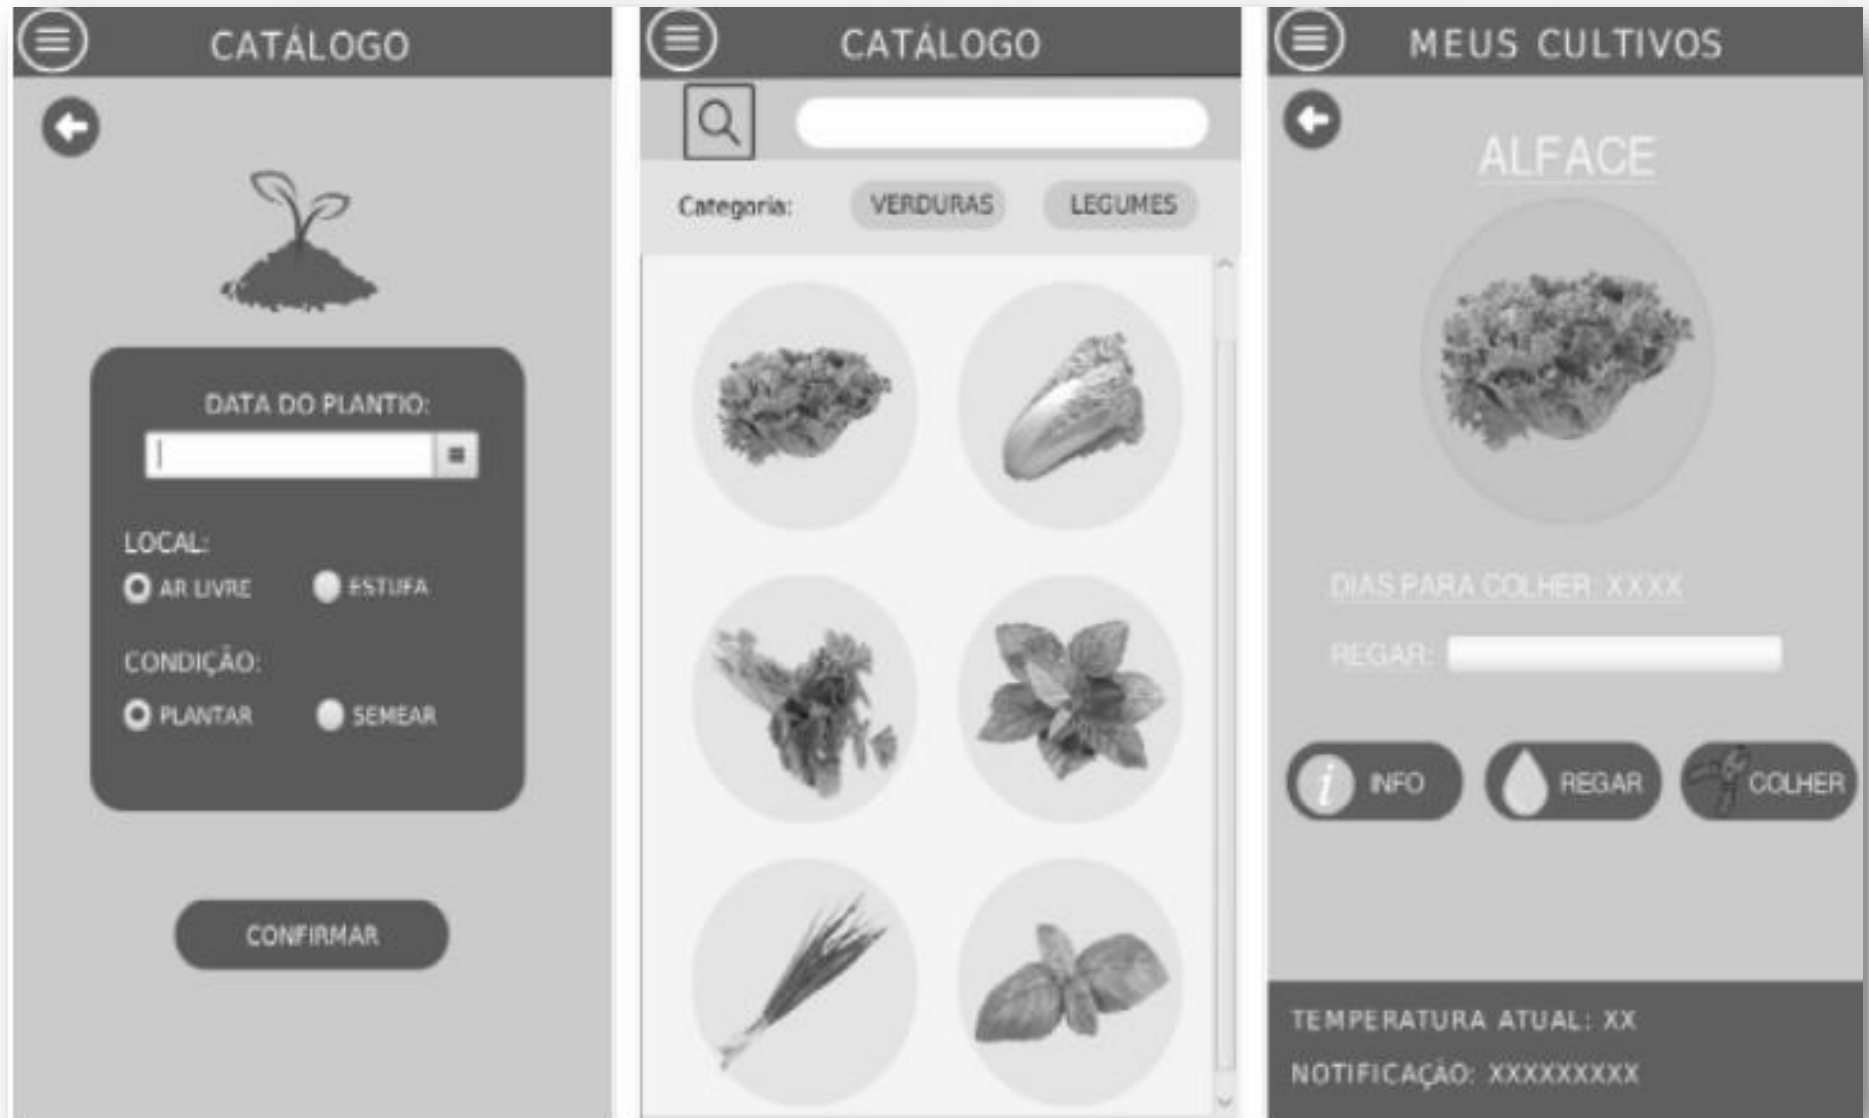 CATÁLOGO
DATA DO PLANTIO:
LOCAL:
AR LIVRE ESTUFA
CONDIÇÃO:
PLANTAR SEMEAR
CONFIRMAR
CATÁLOGO
Categoria: VERDURAS LEGUMES
MEUS CULTIVOS
ALFACE
DIAS PARA COLHER: XXXX
REGAR:
i INFO REGAR COLHER
TEMPERATURA ATUAL: XX
NOTIFICAÇÃO: XXXXXXXXX